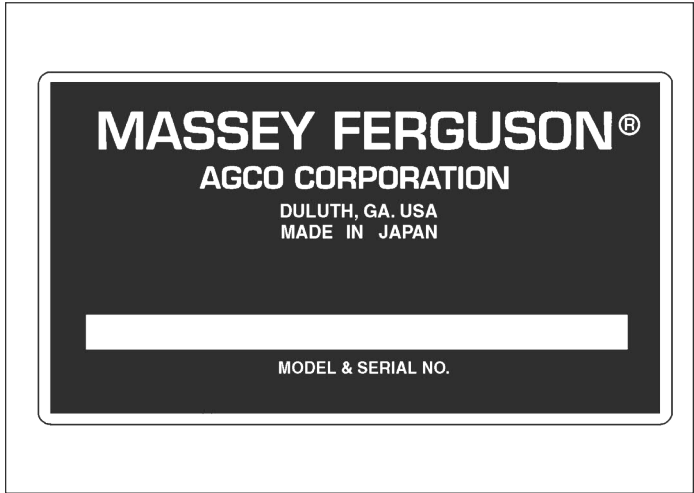 MASSEY FERGUSON®
AGCO CORPORATION
DULUTH, GA. USA
MADE IN JAPAN
MODEL & SERIAL NO.